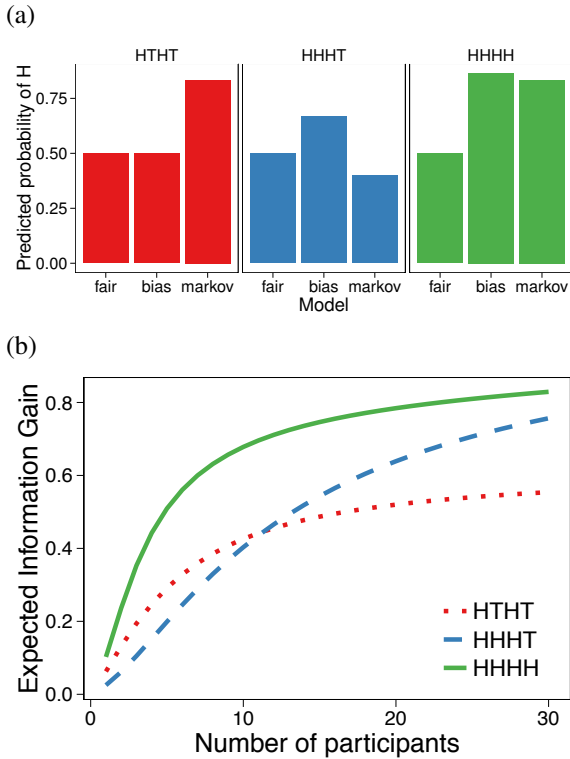 (a)
HTHT HHHT HHHH
Predicted probability of H
0.75
0.50
0.25
0.00
fair bias markov fair bias markov fair bias markov
Model
(b)
Expected Information Gain
0.8
0.6
0.4
0.2
0.0
HTHT
HHHT
HHHH
0 10 20 30
Number of participants